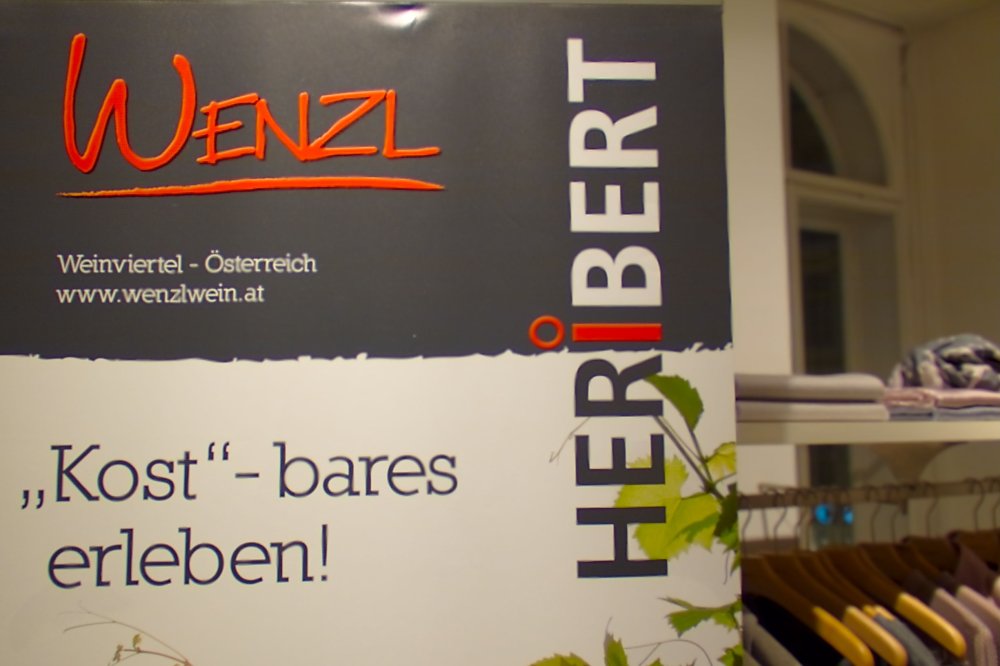 WENZL
Weinviertel - Österreich
www.wenzlwein.at
HERiBERT
„Kost“-bares
erleben!